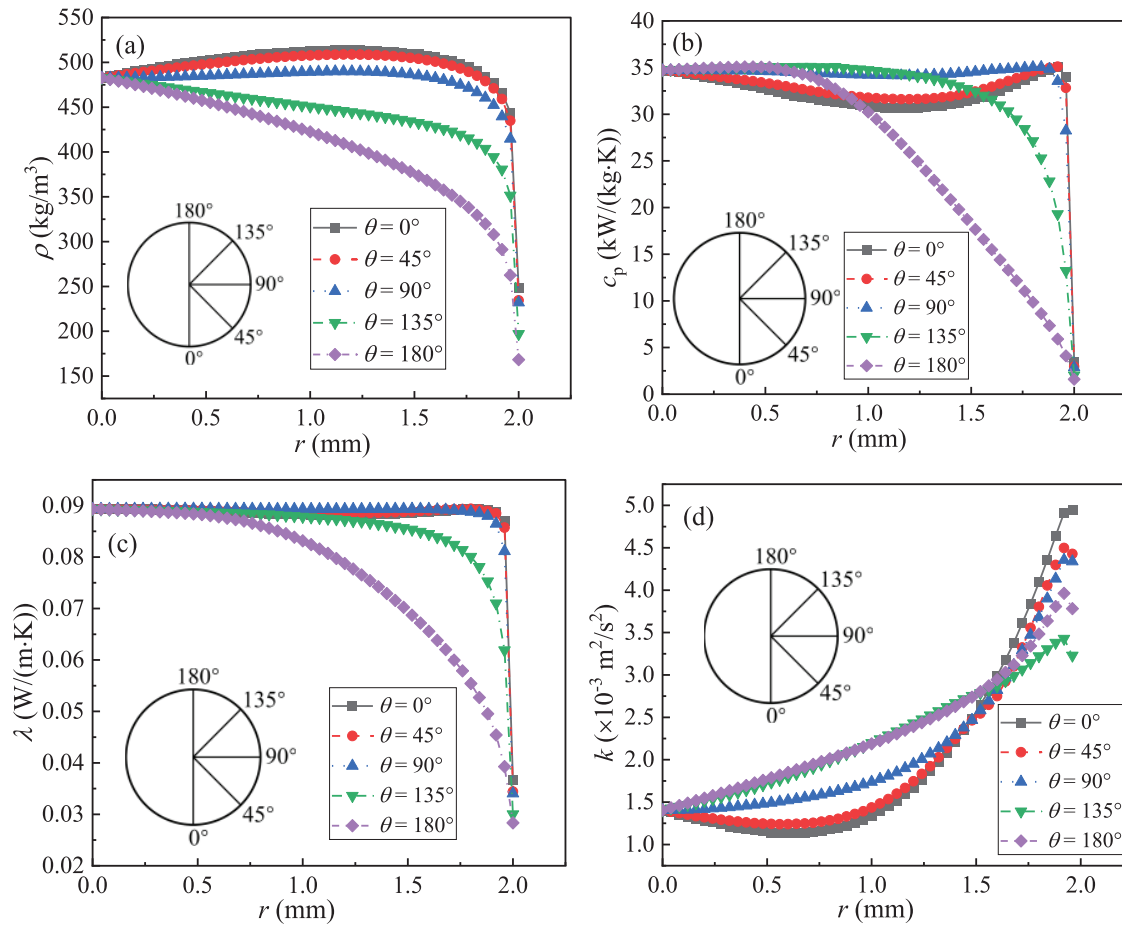 (a)
ρ (kg/m³)
550
500
450
400
350
300
250
200
150
180°
135°
90°
45°
0°
θ = 0°
θ = 45°
θ = 90°
θ = 135°
θ = 180°
0.0 0.5 1.0 1.5 2.0
r (mm)
(b)
cₚ (kW/(kg·K)
40
35
30
25
20
15
10
5
0
180°
135°
90°
45°
0°
θ = 0°
θ = 45°
θ = 90°
θ = 135°
θ = 180°
0.0 0.5 1.0 1.5 2.0
r (mm)
(c)
λ (W/(m·K))
0.09
0.08
0.07
0.06
0.05
0.04
0.03
0.02
180°
135°
90°
45°
0°
θ = 0°
θ = 45°
θ = 90°
θ = 135°
θ = 180°
0.0 0.5 1.0 1.5 2.0
r (mm)
(d)
k (×10⁻³ m²/s²)
5.0
4.5
4.0
3.5
3.0
2.5
2.0
1.5
1.0
180°
135°
90°
45°
0°
θ = 0°
θ = 45°
θ = 90°
θ = 135°
θ = 180°
0.0 0.5 1.0 1.5 2.0
r (mm)